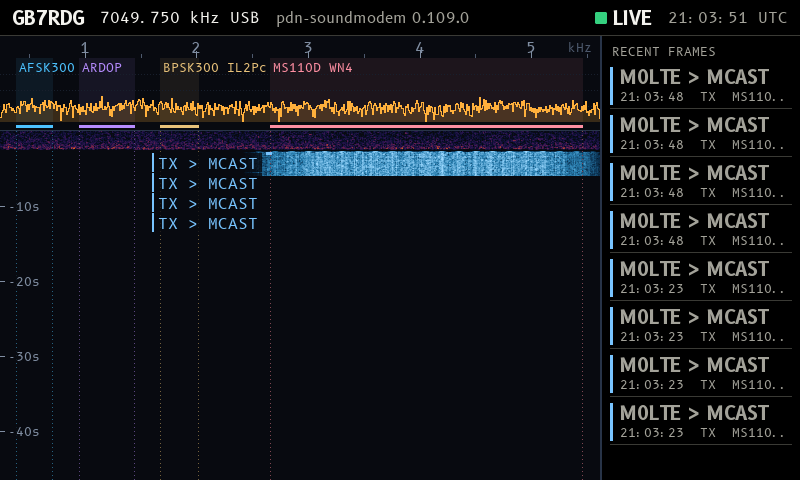 GB7RDG 7049.750 kHz USB pdn-soundmodem 0.109.0 LIVE 21:03:51 UTC
1 2 3 4 5 kHz
AFSK300 ARDOP BPSK300 IL2Pc MS110D WN4
TX > MCAST
TX > MCAST
TX > MCAST
TX > MCAST
-10s
-20s
-30s
-40s
RECENT FRAMES
M0LTE > MCAST
21:03:48 TX MS110..
M0LTE > MCAST
21:03:48 TX MS110..
M0LTE > MCAST
21:03:48 TX MS110..
M0LTE > MCAST
21:03:48 TX MS110..
M0LTE > MCAST
21:03:23 TX MS110..
M0LTE > MCAST
21:03:23 TX MS110..
M0LTE > MCAST
21:03:23 TX MS110..
M0LTE > MCAST
21:03:23 TX MS110..